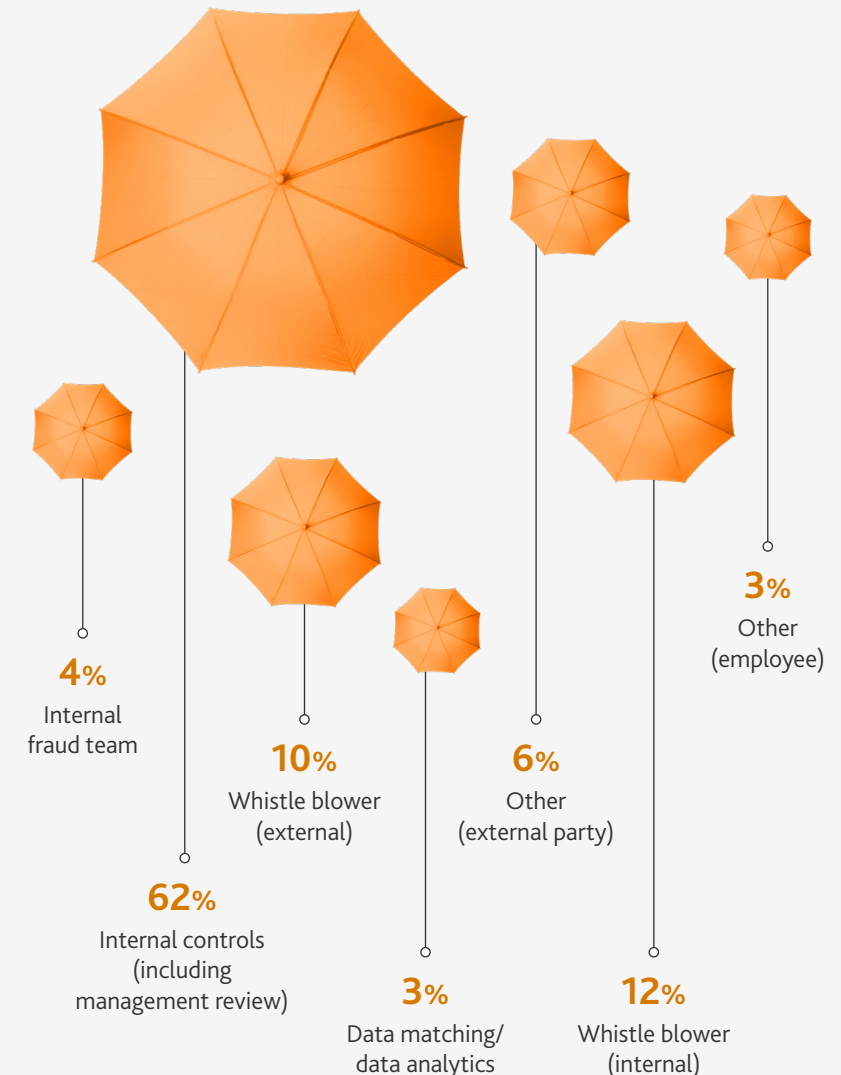 4%
Internal
fraud team
62%
Internal controls
(including
management review)
10%
Whistle blower
(external)
3%
Data matching/
data analytics
6%
Other
(external party)
12%
Whistle blower
(internal)
3%
Other
(employee)